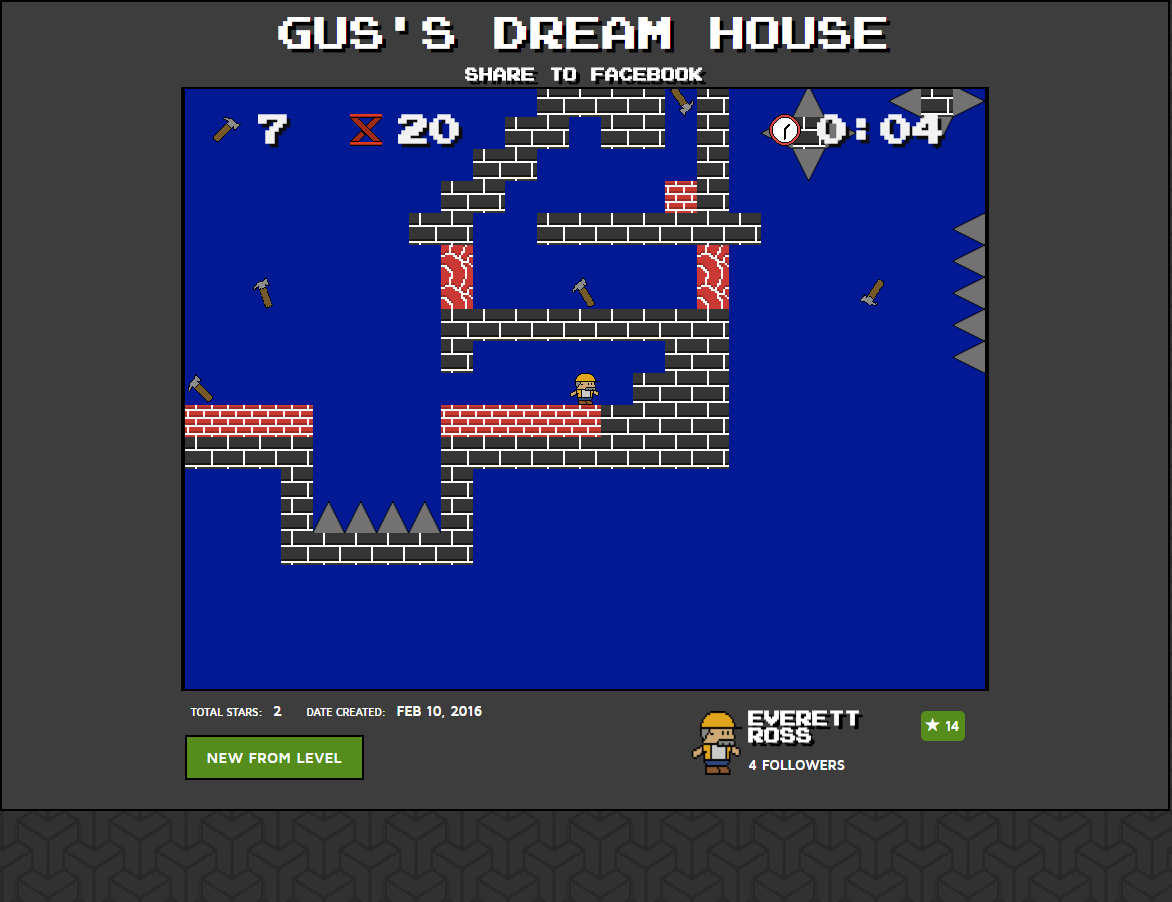 GUS'S DREAM HOUSE
SHARE TO FACEBOOK
7 20 0:04
TOTAL STARS: 2 DATE CREATED: FEB 10, 2016
NEW FROM LEVEL
EVERETT
ROSS
4 FOLLOWERS
★ 14